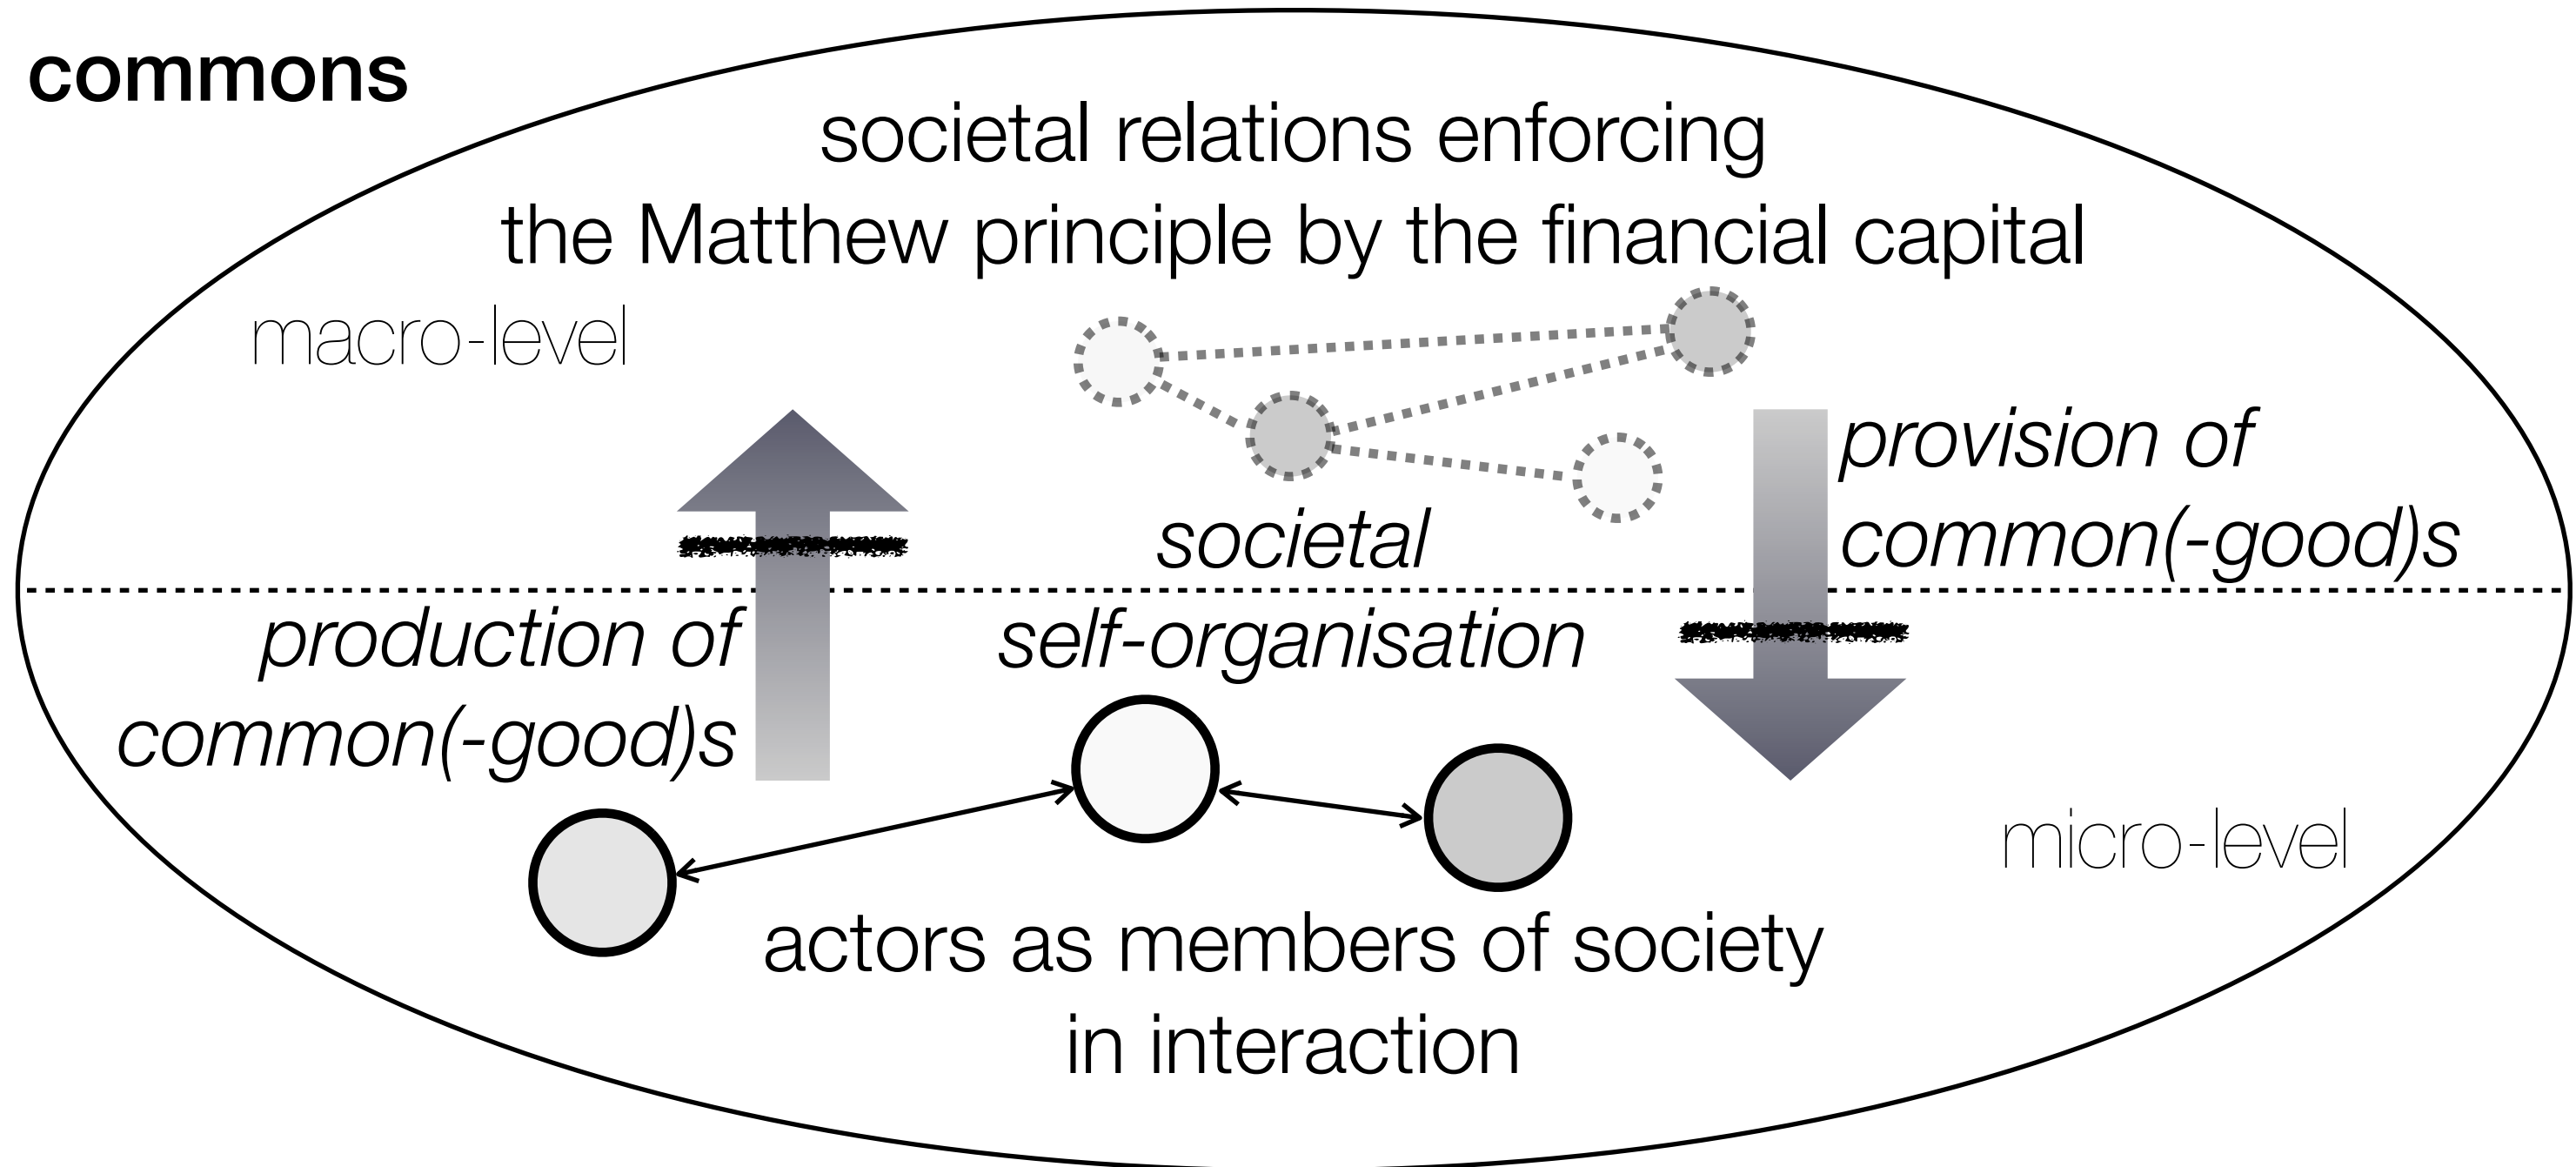 commons
societal relations enforcing
the Matthew principle by the financial capital
macro-level
provision of
common(-good)s
societal
self-organisation
production of
common(-good)s
micro-level
actors as members of society
in interaction